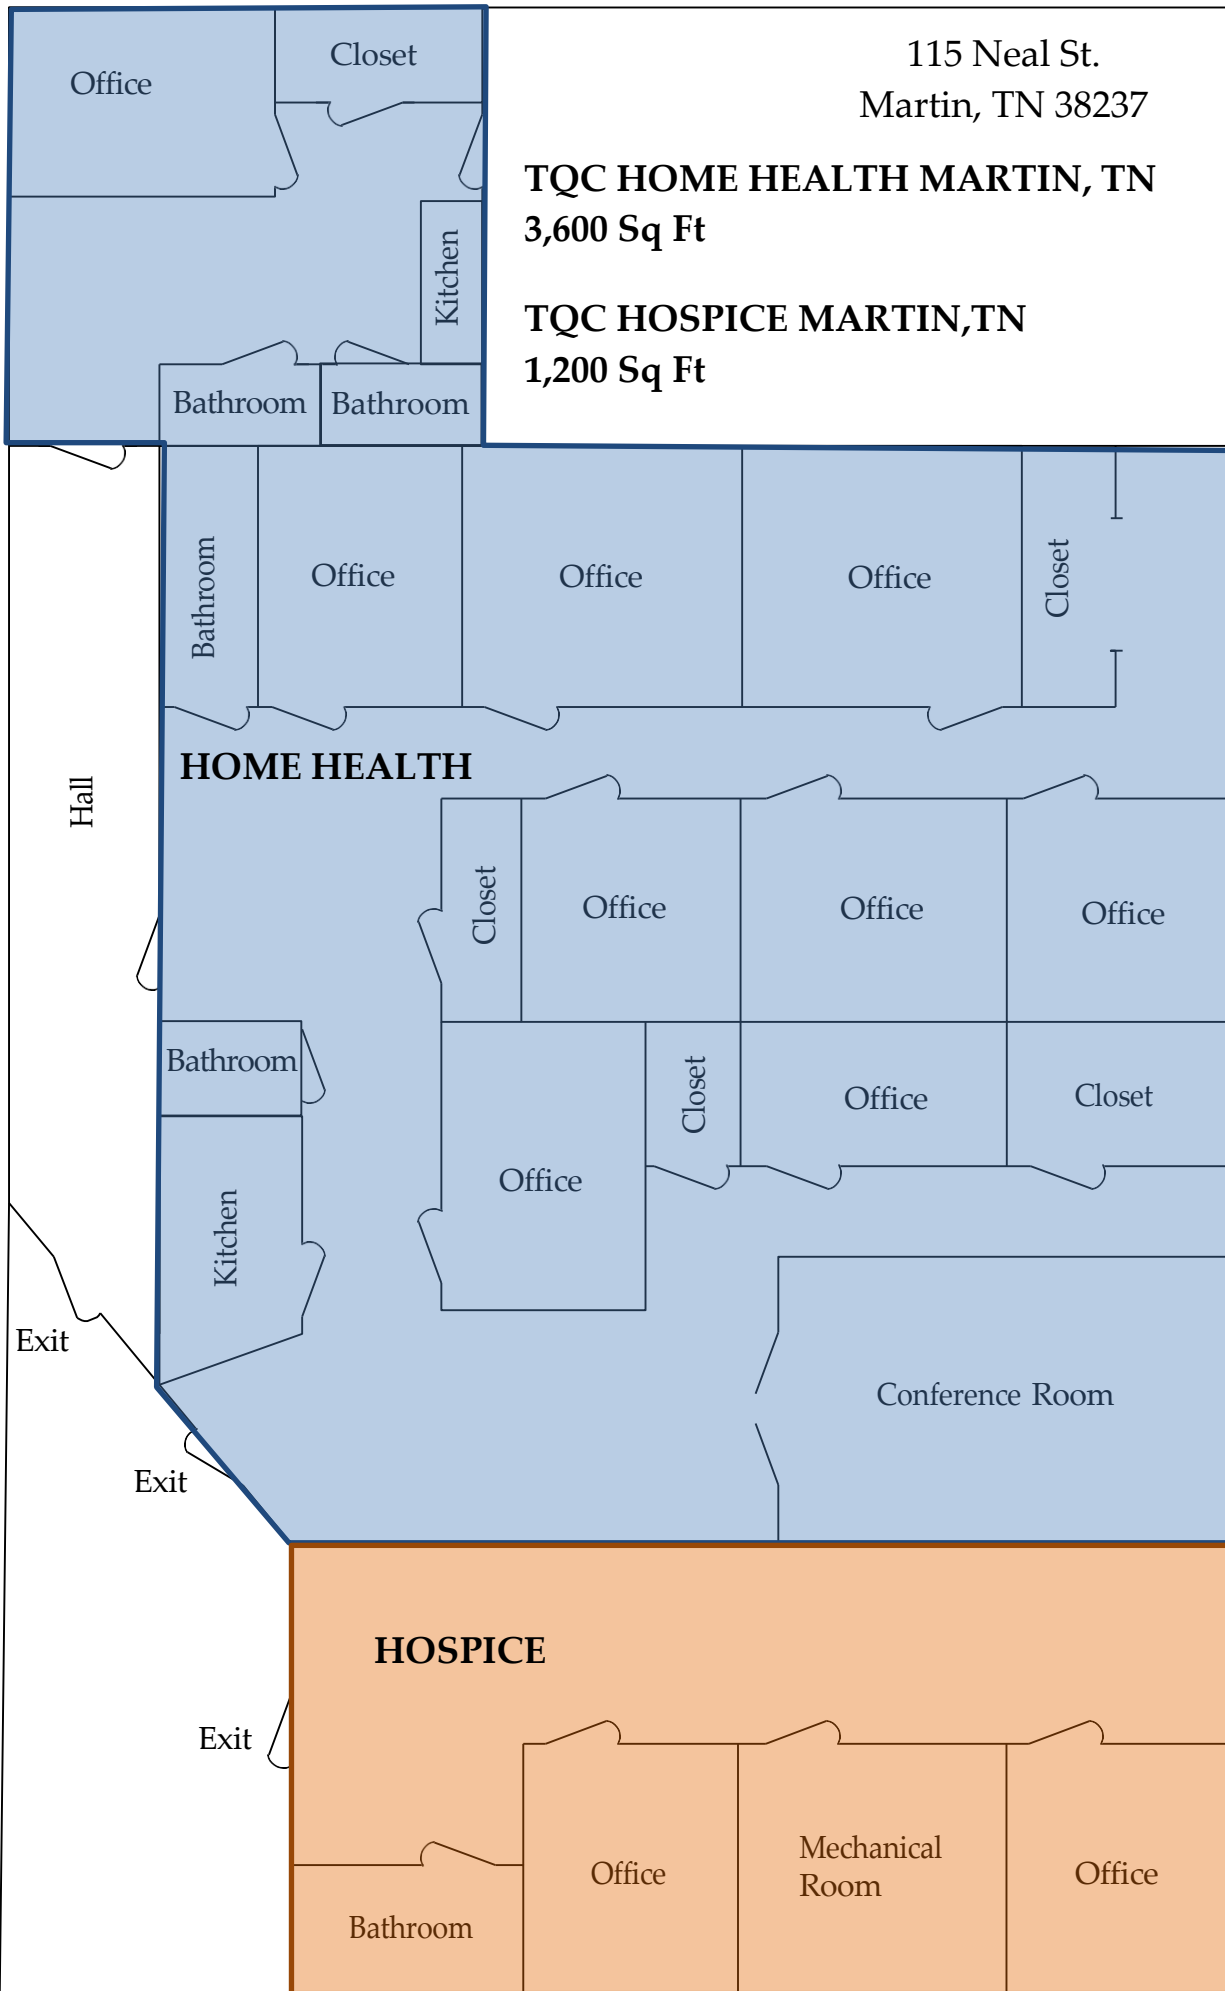 115 Neal St.
Martin, TN 38237
TQC HOME HEALTH MARTIN, TN
3,600 Sq Ft
TQC HOSPICE MARTIN,TN
1,200 Sq Ft
Office
Closet
Kitchen
Bathroom
Bathroom
Bathroom
Office
Office
Office
Closet
HOME HEALTH
Hall
Closet
Office
Office
Office
Bathroom
Closet
Office
Closet
Office
Kitchen
Exit
Conference Room
Exit
HOSPICE
Exit
Mechanical
Room
Office
Office
Bathroom